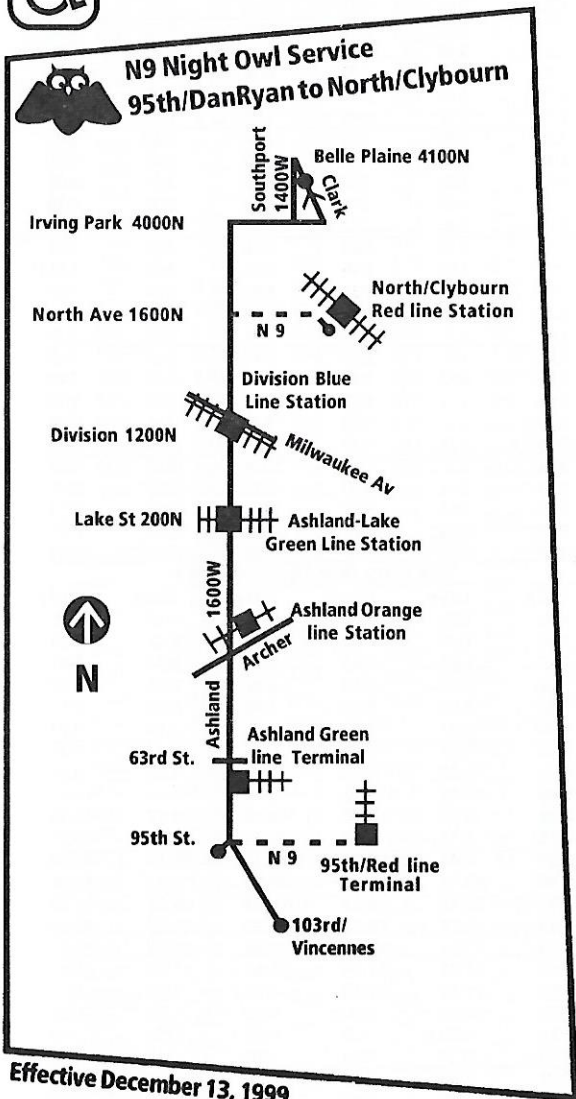 N9 Night Owl Service
95th/DanRyan to North/Clybourn
Southport
1400W
Belle Plaine 4100N
Clark
Irving Park 4000N
North/Clybourn
Red line Station
North Ave 1600N
N 9
Division Blue
Line Station
Division 1200N
Milwaukee Av
Lake St 200N
Ashland-Lake
Green Line Station
1600W
Ashland Orange
line Station
Archer
N
Ashland
Ashland Green
line Terminal
63rd St.
95th St.
N 9
95th/Red line
Terminal
103rd/
Vincennes
Effective December 13, 1999